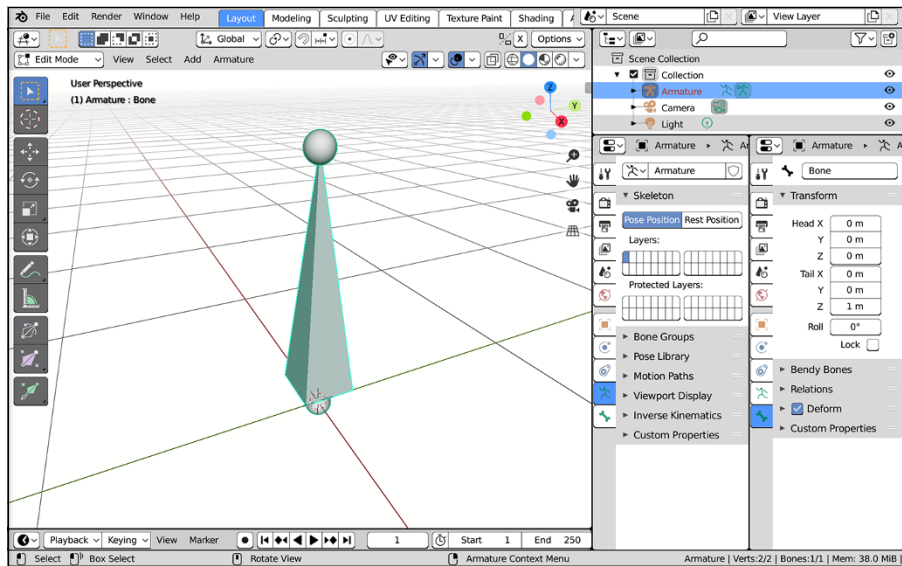 File Edit Render Window Help Layout Modeling Sculpting UV Editing Texture Paint Shading Scene View Layer
Global X Options
Edit Mode View Select Add Armature
User Perspective
(1) Armature : Bone
Z
Y
X
Scene Collection
Collection
Armature
Camera
Light
Armature
Armature
Skeleton
Pose Position Rest Position
Layers:
Protected Layers:
Bone Groups
Pose Library
Motion Paths
Viewport Display
Inverse Kinematics
Custom Properties
Armature
Bone
Transform
Head X 0 m
Y 0 m
Z 0 m
Tail X 0 m
Y 0 m
Z 1 m
Roll 0°
Lock
Bendy Bones
Relations
Deform
Custom Properties
Playback Keying View Marker 1 Start 1 End 250
Select Box Select Rotate View Armature Context Menu Armature | Verts:2/2 | Bones:1/1 | Mem: 38.0 MiB |